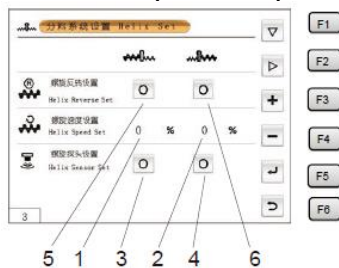 分料系统设置 Helix Set
F1
F2
螺旋反转设置 O O
Helix Reverse Set
F3
螺旋速度设置 0 % 0 %
Helix Speed Set
F4
螺旋探头设置 O O
Helix Sensor Set
F5
F6
3
5 1 3 2 4 6